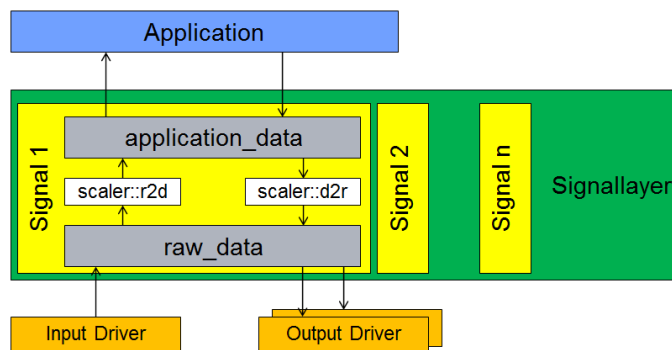 Application
Signal 1
application_data
scaler::r2d
scaler::d2r
raw_data
Signal 2
Signal n
Signallayer
Input Driver
Output Driver